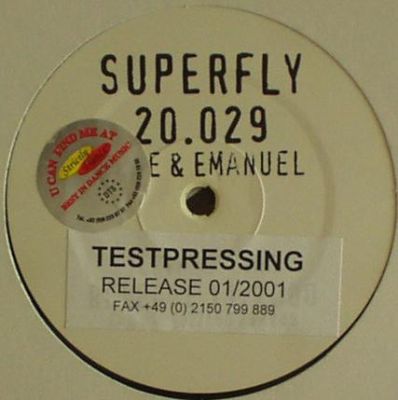 SUPERFLY
20.029
E & EMANUEL
U CAN FIND ME AT
Strictly
BEST IN DANCE MUSIC
TESTPRESSING
RELEASE 01/2001
FAX +49 (0) 2150 799 889